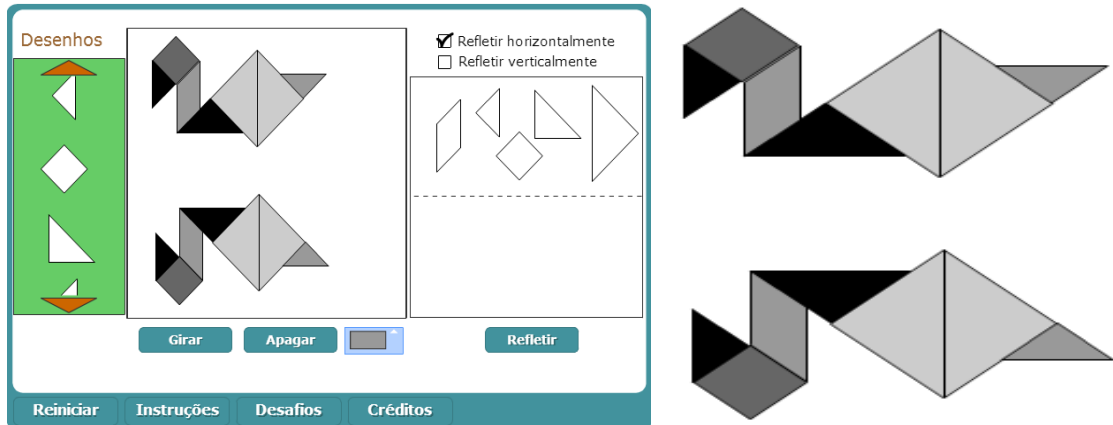 Desenhos
Refletir horizontalmente
Refletir verticalmente
Girar
Apagar
Refletir
Reiniciar
Instruções
Desafios
Créditos